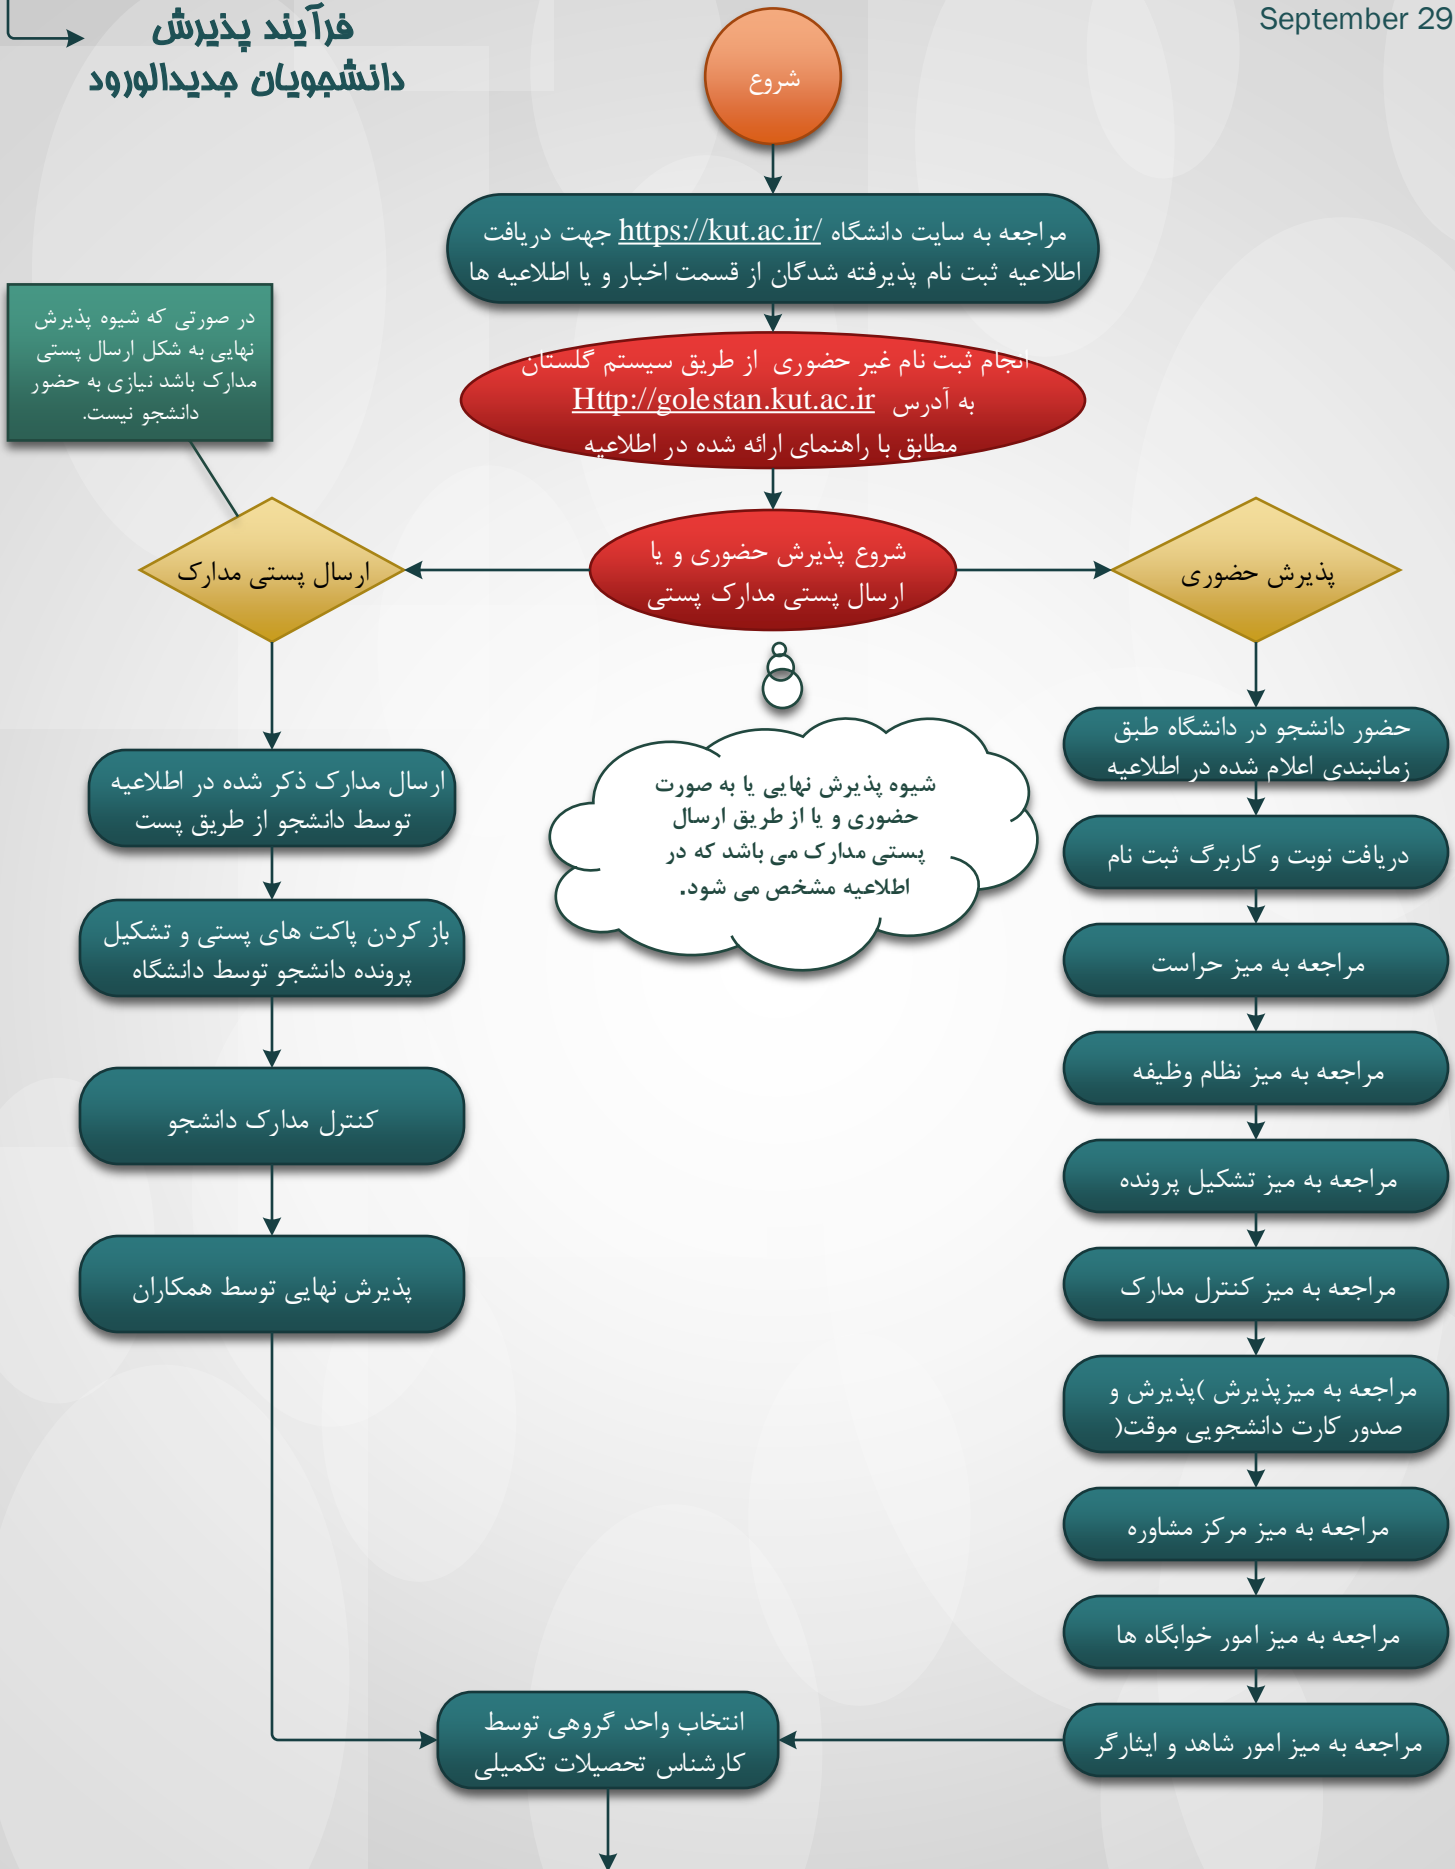 فرآیند پذیرش
دانشجویان جدیدالورود
September 29
شروع
مراجعه به سایت دانشگاه https://kut.ac.ir/ جهت دریافت
اطلاعیه ثبت نام پذیرفته شدگان از قسمت اخبار و یا اطلاعیه ها
انجام ثبت نام غیر حضوری از طریق سیستم گلستان
به آدرس Http://golestan.kut.ac.ir
مطابق با راهنمای ارائه شده در اطلاعیه
در صورتی که شیوه پذیرش
نهایی به شکل ارسال پستی
مدارک باشد نیازی به حضور
دانشجو نیست.
شروع پذیرش حضوری و یا
ارسال پستی مدارک پستی
شیوه پذیرش نهایی یا به صورت
حضوری و یا از طریق ارسال
پستی مدارک می باشد که در
اطلاعیه مشخص می شود.
پذیرش حضوری
حضور دانشجو در دانشگاه طبق
زمانبندی اعلام شده در اطلاعیه
دریافت نوبت و کاربرگ ثبت نام
مراجعه به میز حراست
مراجعه به میز نظام وظیفه
مراجعه به میز تشکیل پرونده
مراجعه به میز کنترل مدارک
مراجعه به میزپذیرش )پذیرش و
صدور کارت دانشجویی موقت(
مراجعه به میز مرکز مشاوره
مراجعه به میز امور خوابگاه ها
مراجعه به میز امور شاهد و ایثارگر
ارسال پستی مدارک
ارسال مدارک ذکر شده در اطلاعیه
توسط دانشجو از طریق پست
باز کردن پاکت های پستی و تشکیل
پرونده دانشجو توسط دانشگاه
کنترل مدارک دانشجو
پذیرش نهایی توسط همکاران
انتخاب واحد گروهی توسط
کارشناس تحصیلات تکمیلی